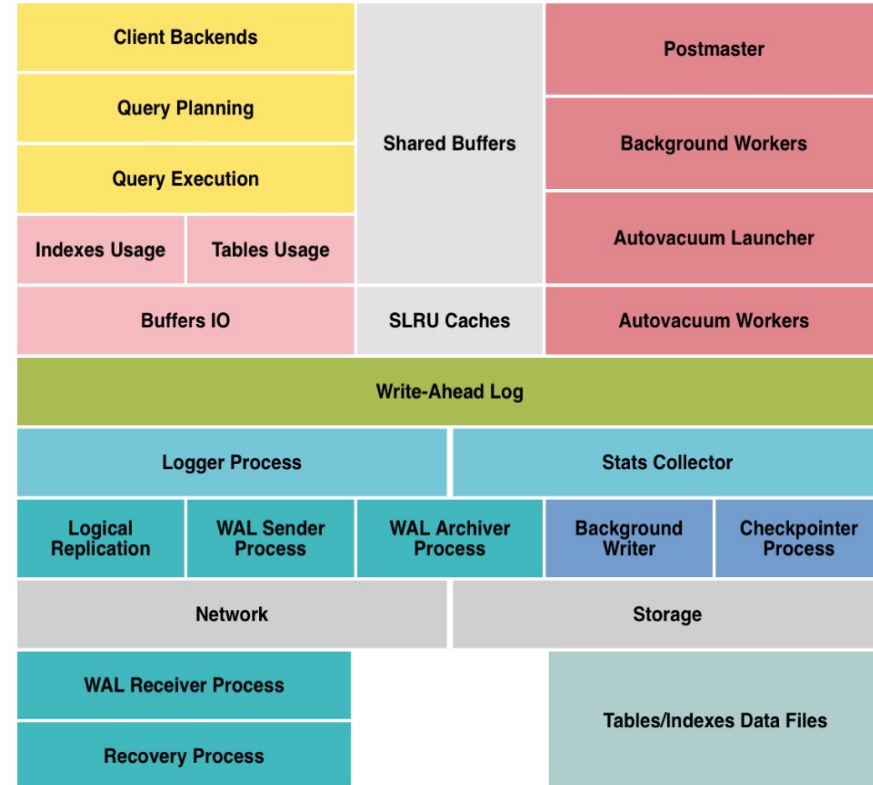 Client Backends
Query Planning
Query Execution
Indexes Usage
Tables Usage
Buffers IO
Shared Buffers
SLRU Caches
Postmaster
Background Workers
Autovacuum Launcher
Autovacuum Workers
Write-Ahead Log
Logger Process
Stats Collector
Logical
Replication
WAL Sender
Process
WAL Archiver
Process
Background
Writer
Checkpointer
Process
Network
Storage
WAL Receiver Process
Recovery Process
Tables/Indexes Data Files